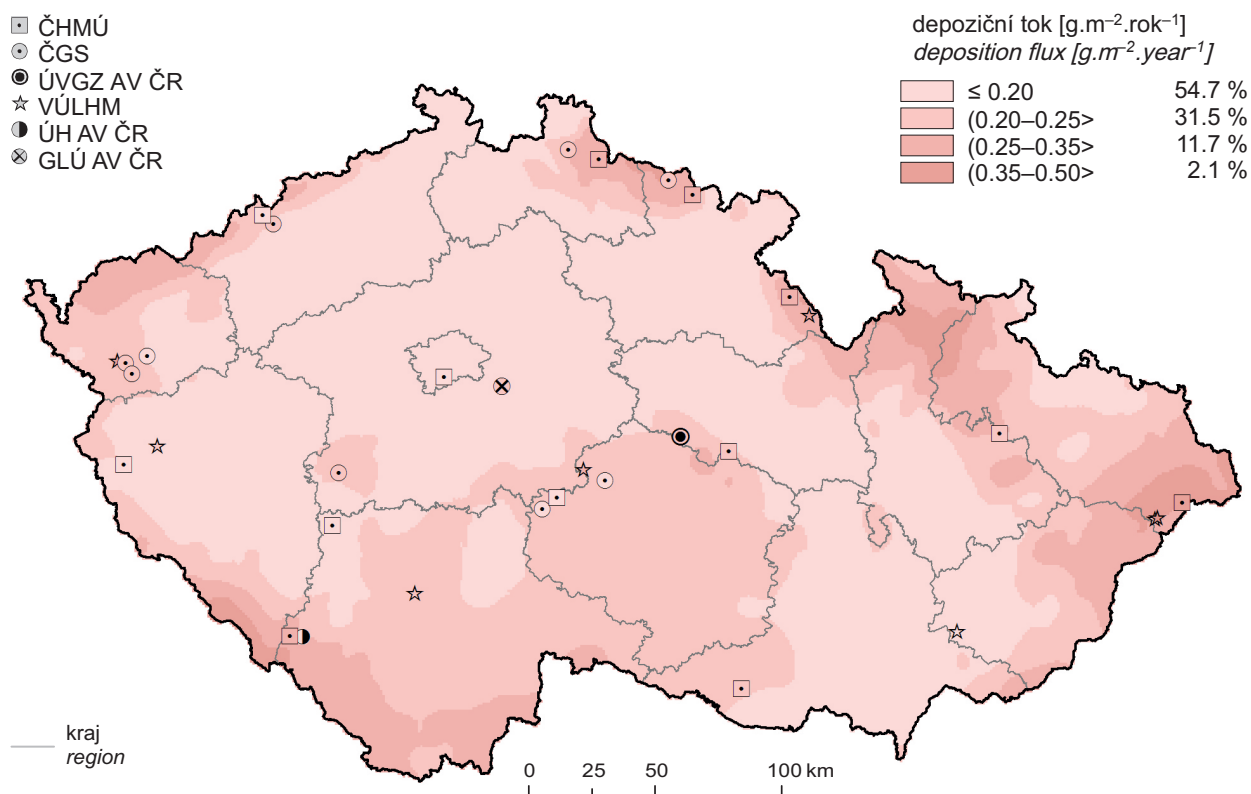 ČHMÚ
ČGS
ÚVGZ AV ČR
VÚLHM
ÚH AV ČR
GLÚ AV ČR
depoziční tok [g.m⁻².rok⁻¹]
deposition flux [g.m⁻².year⁻¹]
≤ 0.20 54.7 %
(0.20–0.25> 31.5 %
(0.25–0.35> 11.7 %
(0.35–0.50> 2.1 %
kraj
region
0 25 50 100 km